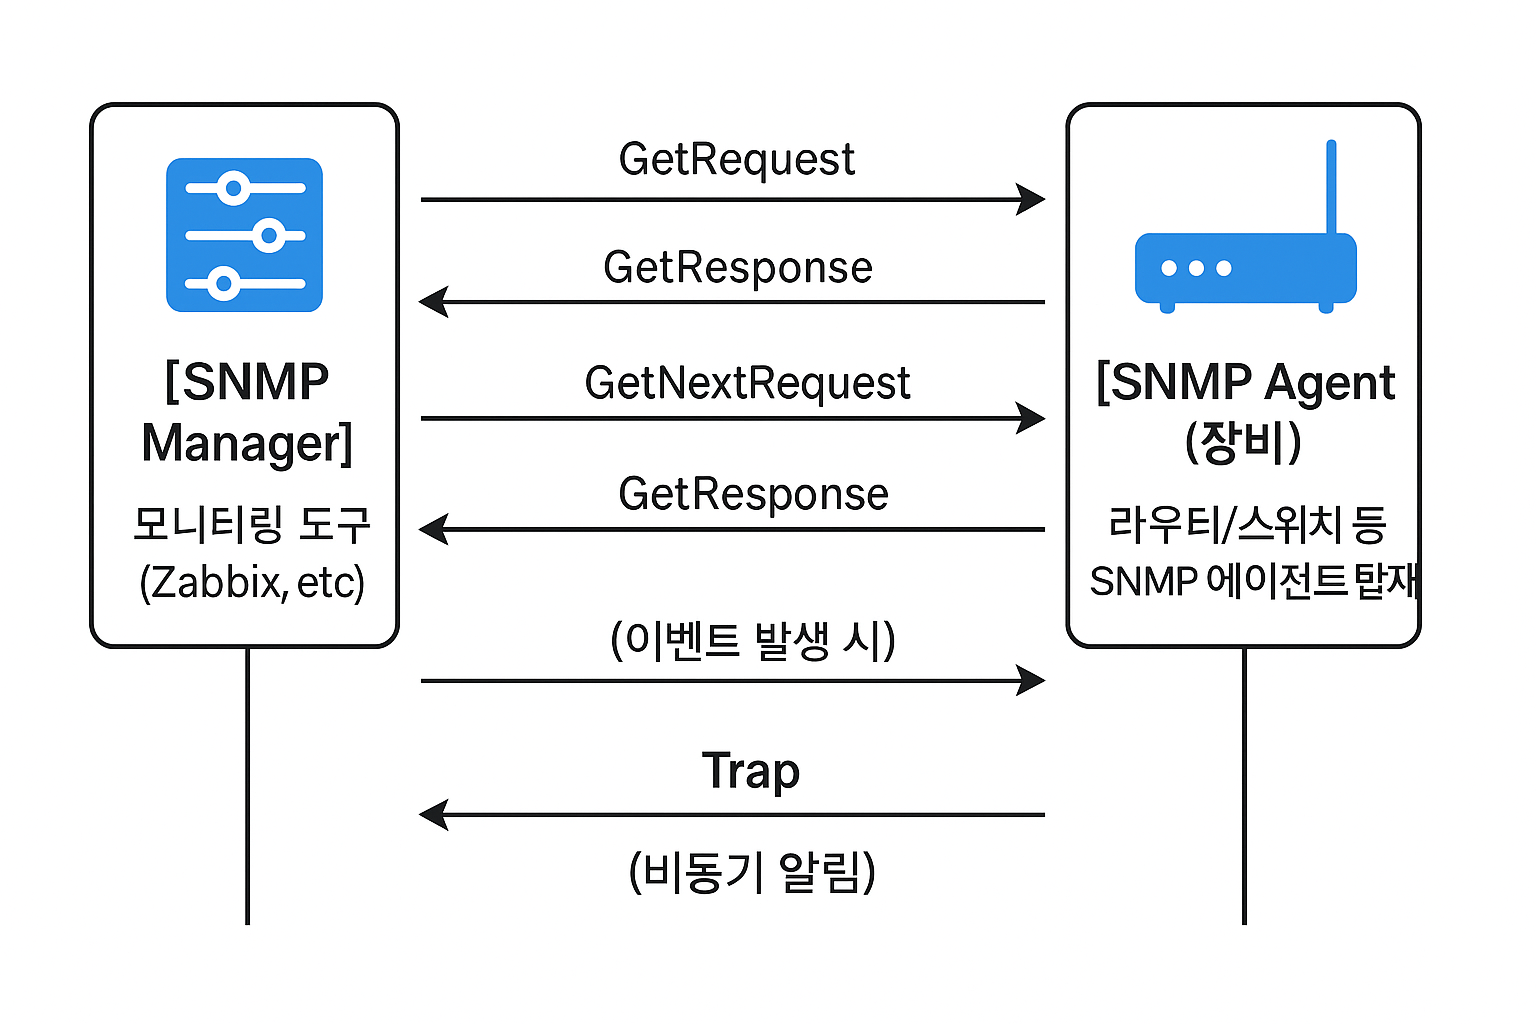 [SNMP
Manager]
모니티링 도구
(Zabbix, etc)
GetRequest
GetResponse
GetNextRequest
GetResponse
(이벤트 발생 시)
Trap
(비동기 알림)
[SNMP Agent
(장비)
라우티/스위치 등
SNMP 에이전트 탑재